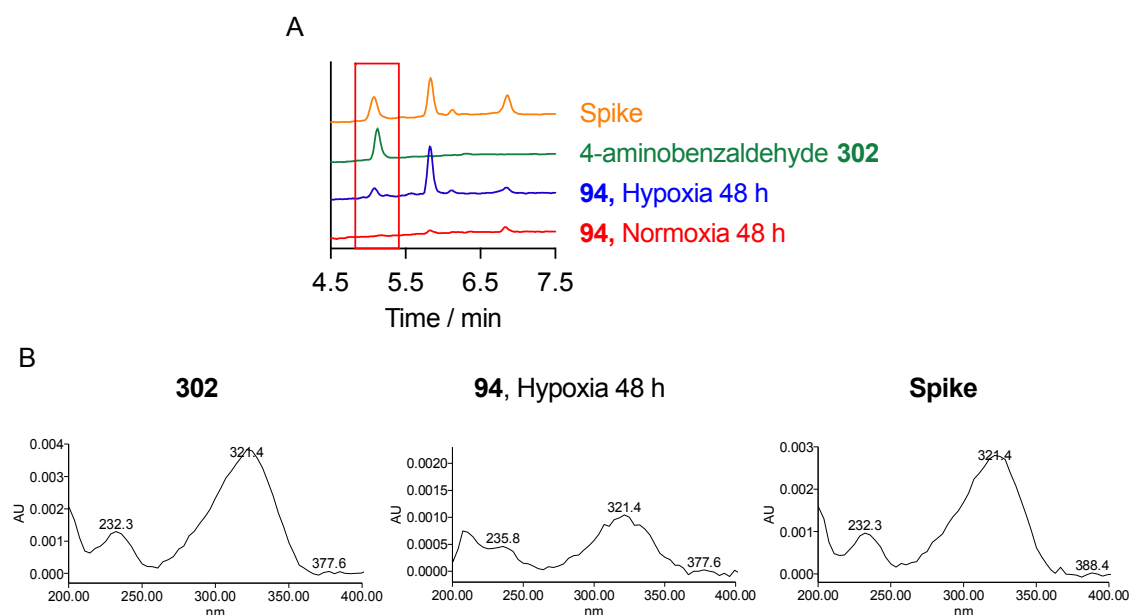 A
Spike
4-aminobenzaldehyde 302
94, Hypoxia 48 h
94, Normoxia 48 h
4.5 5.5 6.5 7.5
Time / min
B
302
94, Hypoxia 48 h
Spike
0.004
0.003
0.002
0.001
0.000
AU
232.3
321.4
377.6
200.00 250.00 300.00 350.00 400.00
nm
0.0020
0.0015
0.0010
0.0005
0.0000
AU
235.8
321.4
377.6
200.00 250.00 300.00 350.00 400.00
nm
0.003
0.002
0.001
0.000
AU
232.3
321.4
388.4
200.00 250.00 300.00 350.00 400.00
nm